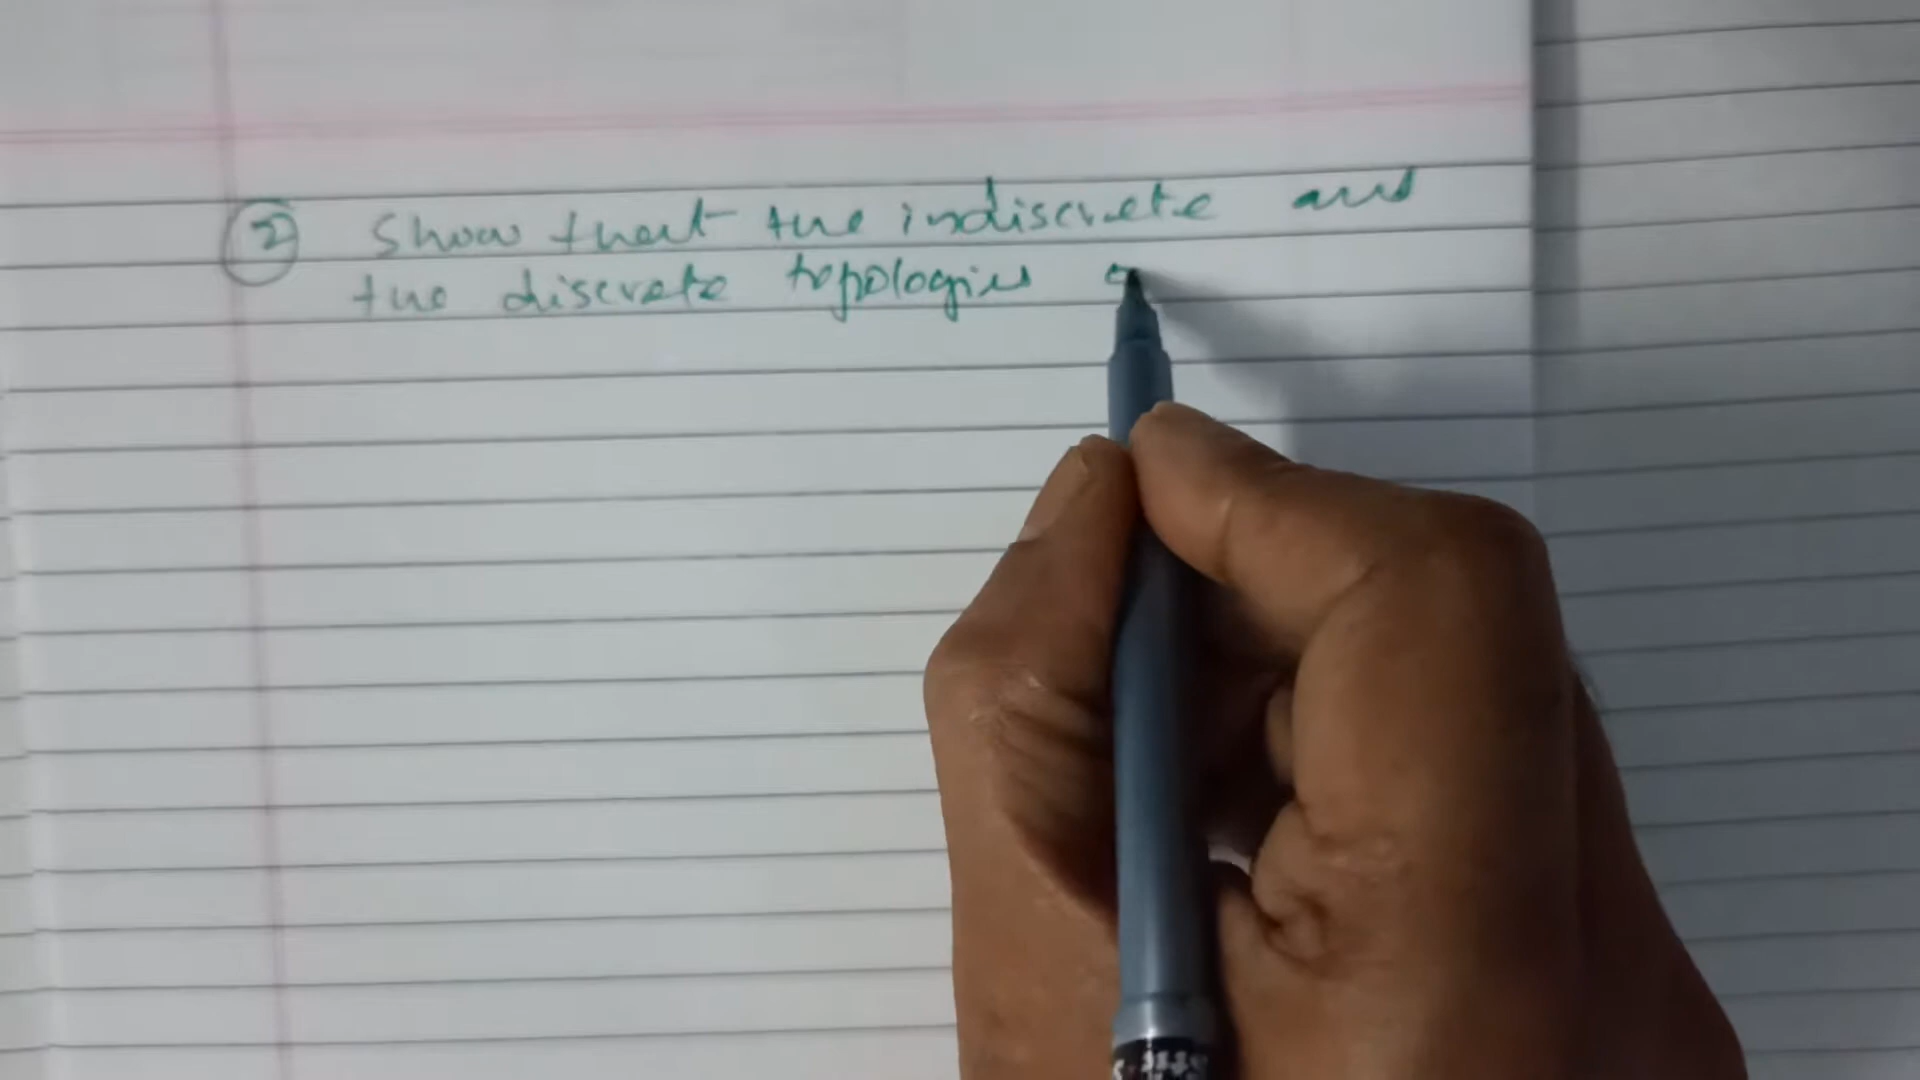 ② Show that the indiscrete and
the discrete topologies